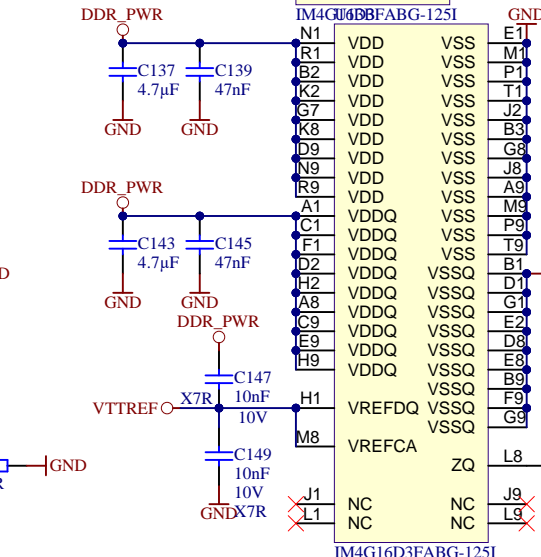 DDR_PWR
C137
4.7µF
C139
47nF
GND
GND
DDR_PWR
C143
4.7µF
C145
47nF
GND
GND
DDR_PWR
C147
10nF
10V
X7R
VTTREF
C149
10nF
10V
X7R
GND
GND
D
R
IM4G16D3FABG-125I
GND
N1 VDD VSS E1
R1 VDD VSS M1
B2 VDD VSS P1
K2 VDD VSS T1
G7 VDD VSS J2
K8 VDD VSS B3
D9 VDD VSS G8
N9 VDD VSS J8
R9 VDD VSS A9
A1 VDDQ VSS M9
C1 VDDQ VSS P9
F1 VDDQ VSS T9
D2 VDDQ VSSQ B1
H2 VDDQ VSSQ D1
A8 VDDQ VSSQ G1
C9 VDDQ VSSQ E2
E9 VDDQ VSSQ D8
H9 VDDQ VSSQ E8
VSSQ B9
H1 VREFDQ VSSQ F9
VSSQ G9
M8 VREFCA
ZQ L8
J1 NC NC J9
L1 NC NC L9
IM4G16D3FABG-125I